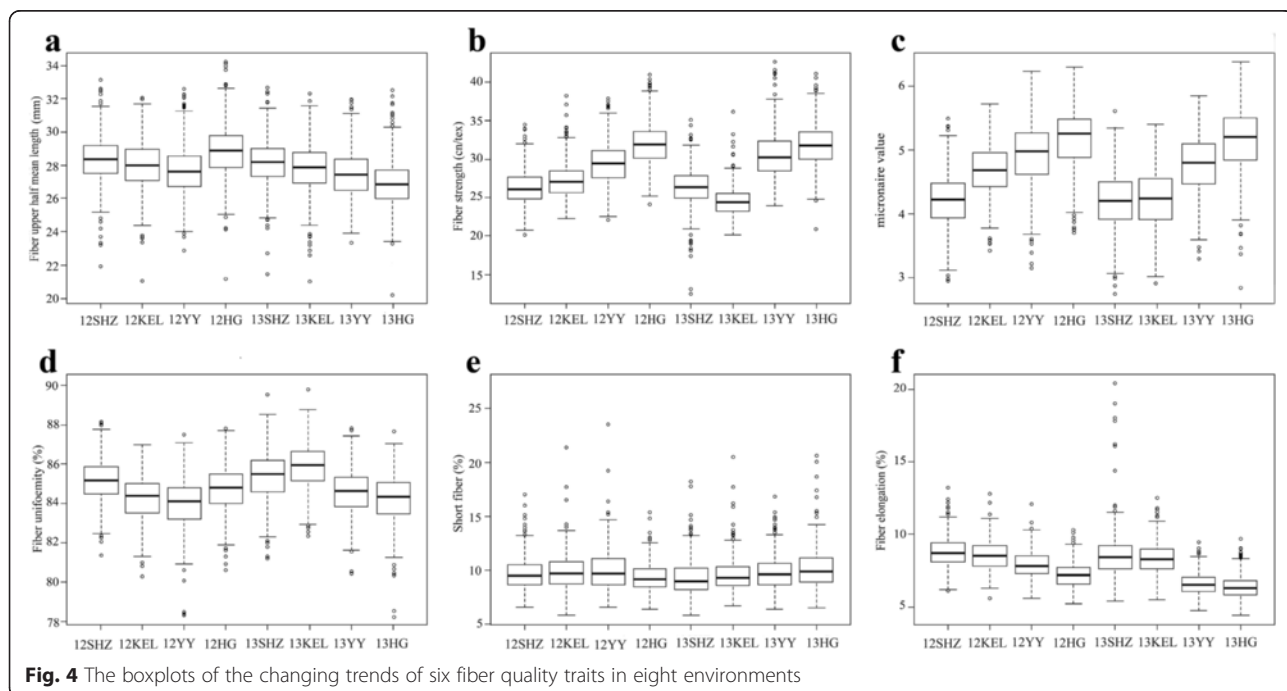 a
b
c
Fiber upper half mean length (mm)
34
32
30
28
26
24
22
20
12SHZ 12KEL 12YY 12HG 13SHZ 13KEL 13YY 13HG
Fiber strength (cn/tex)
40
35
30
25
20
15
12SHZ 12KEL 12YY 12HG 13SHZ 13KEL 13YY 13HG
micronaire value
6
5
4
3
12SHZ 12KEL 12YY 12HG 13SHZ 13KEL 13YY 13HG
d
e
f
Fiber unifoemity (%)
90
88
86
84
82
80
78
12SHZ 12KEL 12YY 12HG 13SHZ 13KEL 13YY 13HG
Short fiber (%)
25
20
15
10
5
12SHZ 12KEL 12YY 12HG 13SHZ 13KEL 13YY 13HG
Fiber elongation (%)
20
15
10
5
12SHZ 12KEL 12YY 12HG 13SHZ 13KEL 13YY 13HG
Fig. 4 The boxplots of the changing trends of six fiber quality traits in eight environments